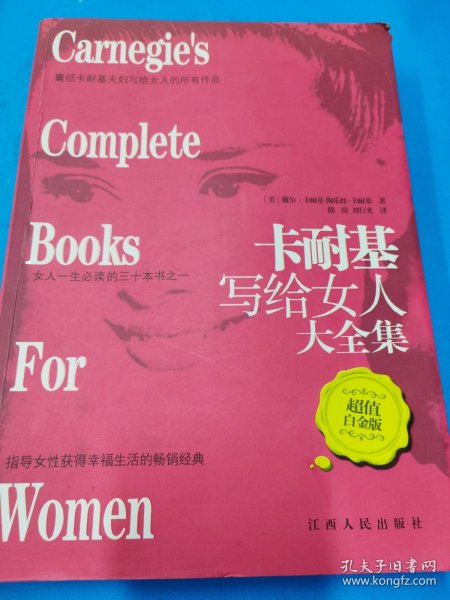 Carnegie's
囊括卡耐基夫妇写给女人的所有作品
Complete
[美] 戴尔·卡耐基 陶乐丝·卡耐基 著
陈琦 刘行光 译
Books
女人一生必读的三十本书之一
卡耐基
写给女人
大全集
For
超值
白金版
指导女性获得幸福生活的畅销经典
Women
江西人民出版社
孔夫子旧书网
www.kongfz.com